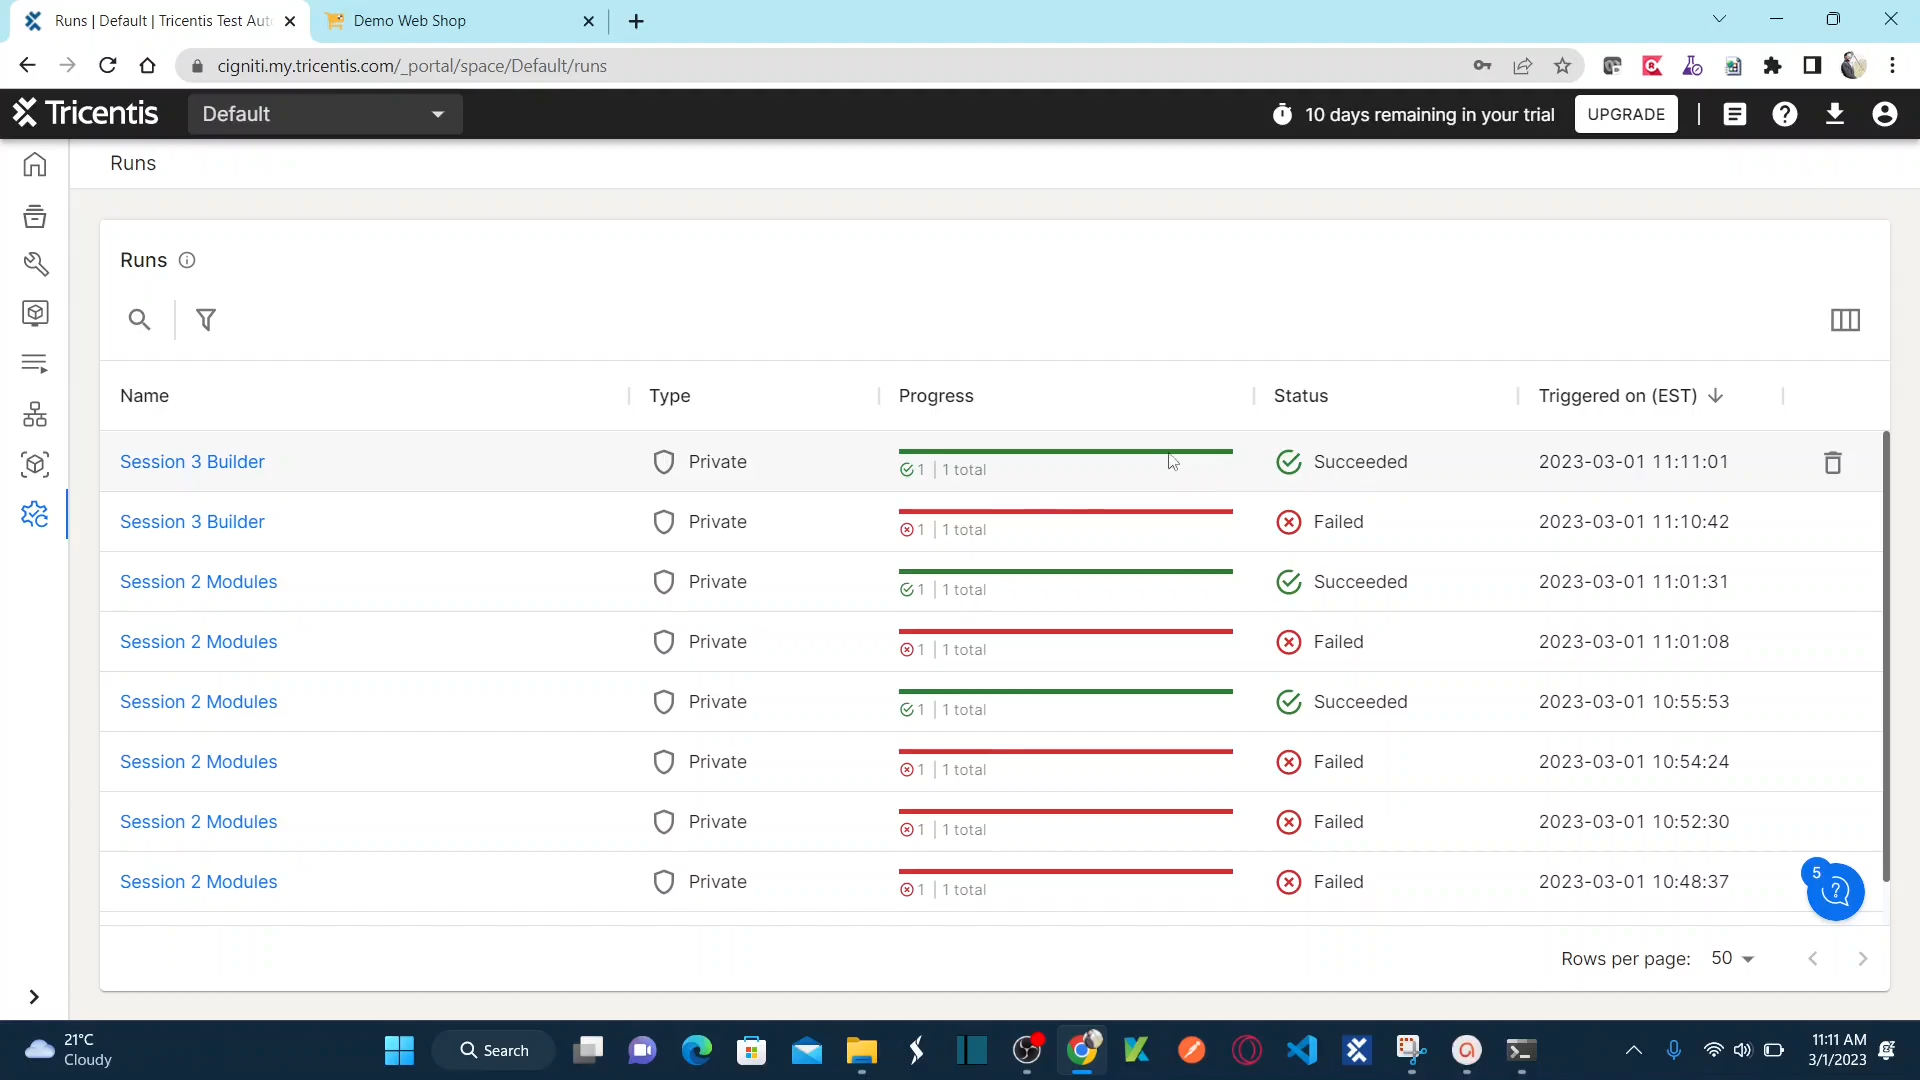 Runs | Default | Tricentis Test Auto
Demo Web Shop
cigniti.my.tricentis.com/_portal/space/Default/runs
Tricentis
Default
10 days remaining in your trial
UPGRADE
Runs
Runs
Name Type Progress Status Triggered on (EST)
Session 3 Builder Private 1 | 1 total Succeeded 2023-03-01 11:11:01
Session 3 Builder Private 1 | 1 total Failed 2023-03-01 11:10:42
Session 2 Modules Private 1 | 1 total Succeeded 2023-03-01 11:01:31
Session 2 Modules Private 1 | 1 total Failed 2023-03-01 11:01:08
Session 2 Modules Private 1 | 1 total Succeeded 2023-03-01 10:55:53
Session 2 Modules Private 1 | 1 total Failed 2023-03-01 10:54:24
Session 2 Modules Private 1 | 1 total Failed 2023-03-01 10:52:30
Session 2 Modules Private 1 | 1 total Failed 2023-03-01 10:48:37
5
Rows per page: 50
21°C
Cloudy
Search
11:11 AM
3/1/2023